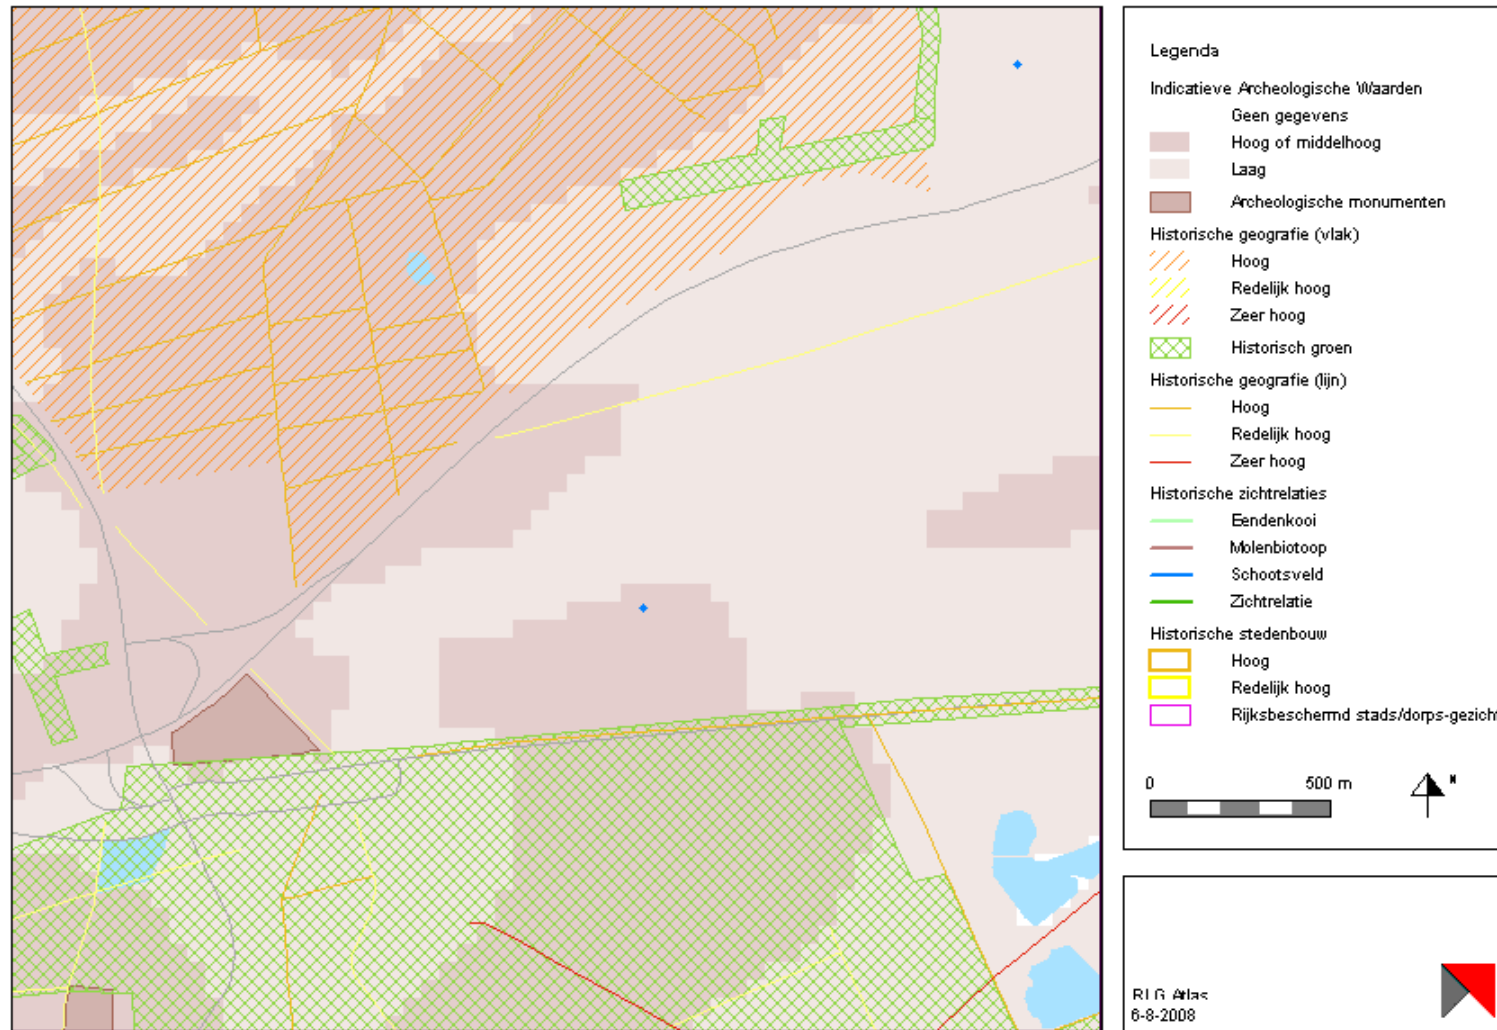 Legenda
Indicatieve Archeologische Waarden
Geen gegevens
Hoog of middelhoog
Laag
Archeologische monumenten
Historische geografie (vlak)
Hoog
Redelijk hoog
Zeer hoog
Historisch groen
Historische geografie (lijn)
Hoog
Redelijk hoog
Zeer hoog
Historische zichtrelaties
Eendenkooi
Molenbiotoop
Schootsveld
Zichtrelatie
Historische stedenbouw
Hoog
Redelijk hoog
Rijksbeschermd stads/dorps-gezicht
0 500 m
N
Atlas
6-8-2008